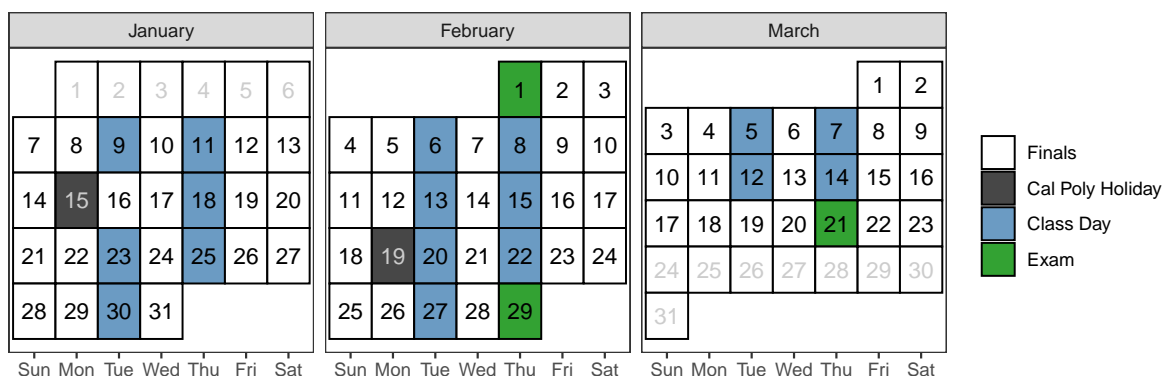 January
1 2 3 4 5 6
7 8 9 10 11 12 13
14 15 16 17 18 19 20
21 22 23 24 25 26 27
28 29 30 31
Sun Mon Tue Wed Thu Fri Sat
February
1 2 3
4 5 6 7 8 9 10
11 12 13 14 15 16 17
18 19 20 21 22 23 24
25 26 27 28 29
Sun Mon Tue Wed Thu Fri Sat
March
1 2
3 4 5 6 7 8 9
10 11 12 13 14 15 16
17 18 19 20 21 22 23
24 25 26 27 28 29 30
31
Sun Mon Tue Wed Thu Fri Sat
Finals
Cal Poly Holiday
Class Day
Exam